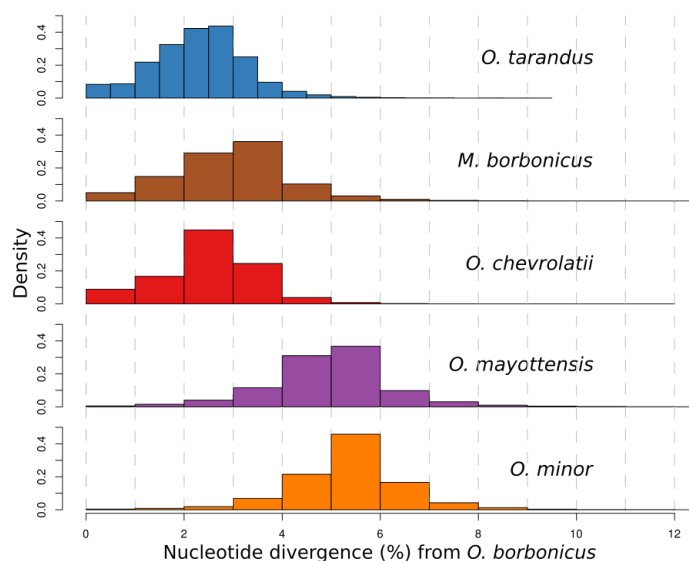 0.4
0.2
0.0
O. tarandus
0.4
0.2
0.0
M. borbonicus
Density
0.4
0.2
0.0
O. chevrolatii
0.4
0.2
0.0
O. mayottensis
0.4
0.2
0.0
O. minor
0 2 4 6 8 10 12
Nucleotide divergence (%) from O. borbonicus